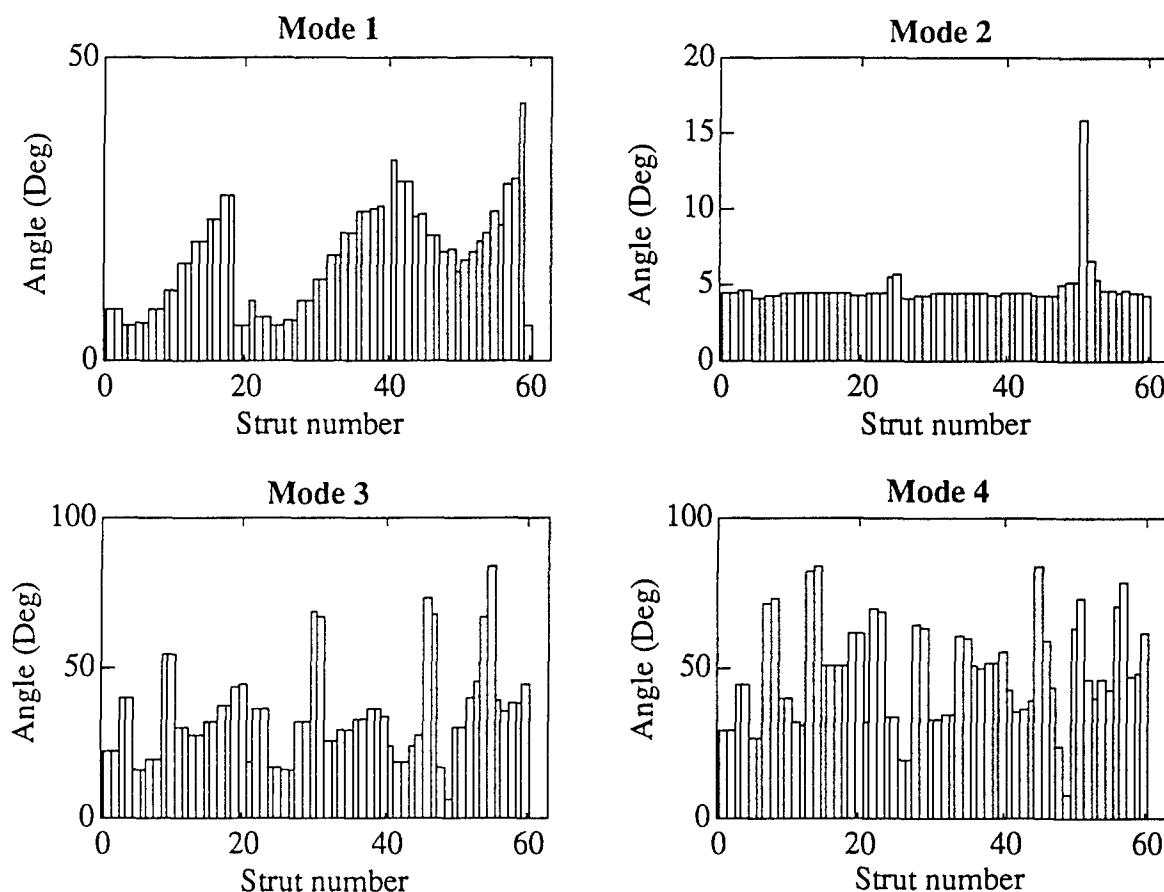 Mode 1
50
0
Angle (Deg)
0 20 40 60
Strut number
Mode 2
20
15
10
5
0
Angle (Deg)
0 20 40 60
Strut number
Mode 3
100
50
0
Angle (Deg)
0 20 40 60
Strut number
Mode 4
100
50
0
Angle (Deg)
0 20 40 60
Strut number